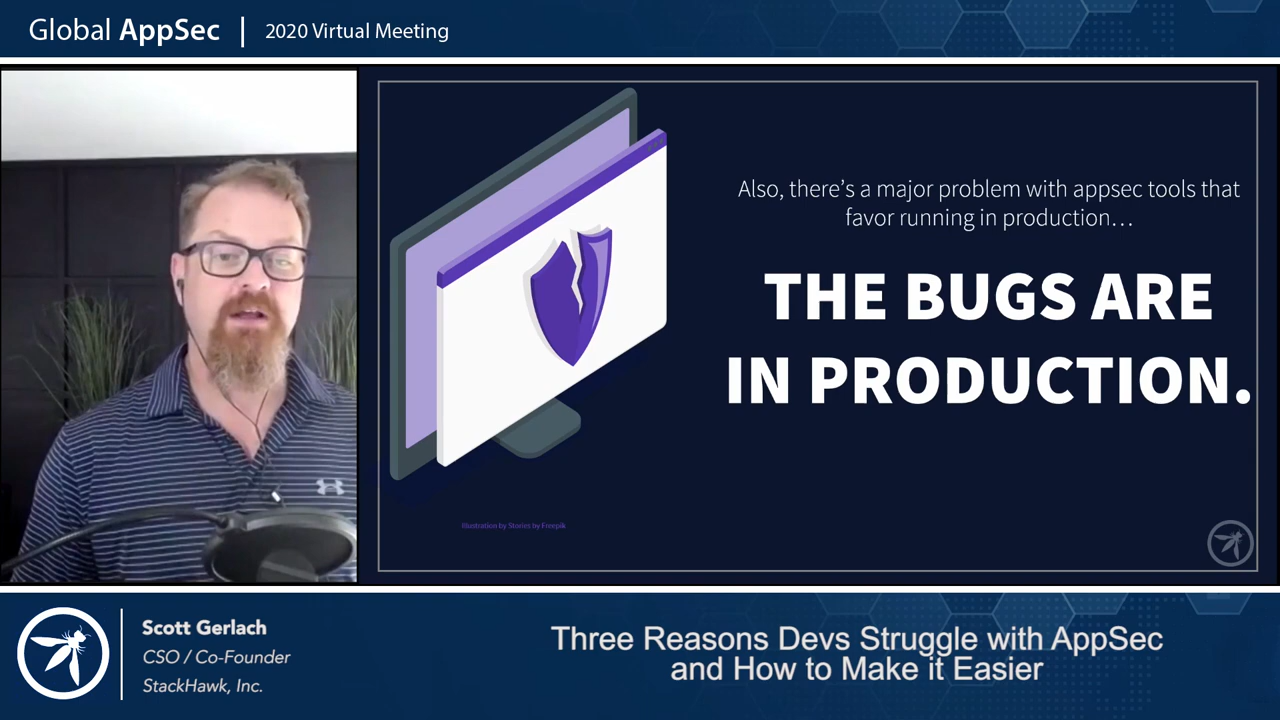 Global AppSec | 2020 Virtual Meeting
Also, there's a major problem with appsec tools that
favor running in production…
THE BUGS ARE
IN PRODUCTION.
Illustration by Stories by Freepik
Scott Gerlach
CSO / Co-Founder
StackHawk, Inc.
Three Reasons Devs Struggle with AppSec
and How to Make it Easier